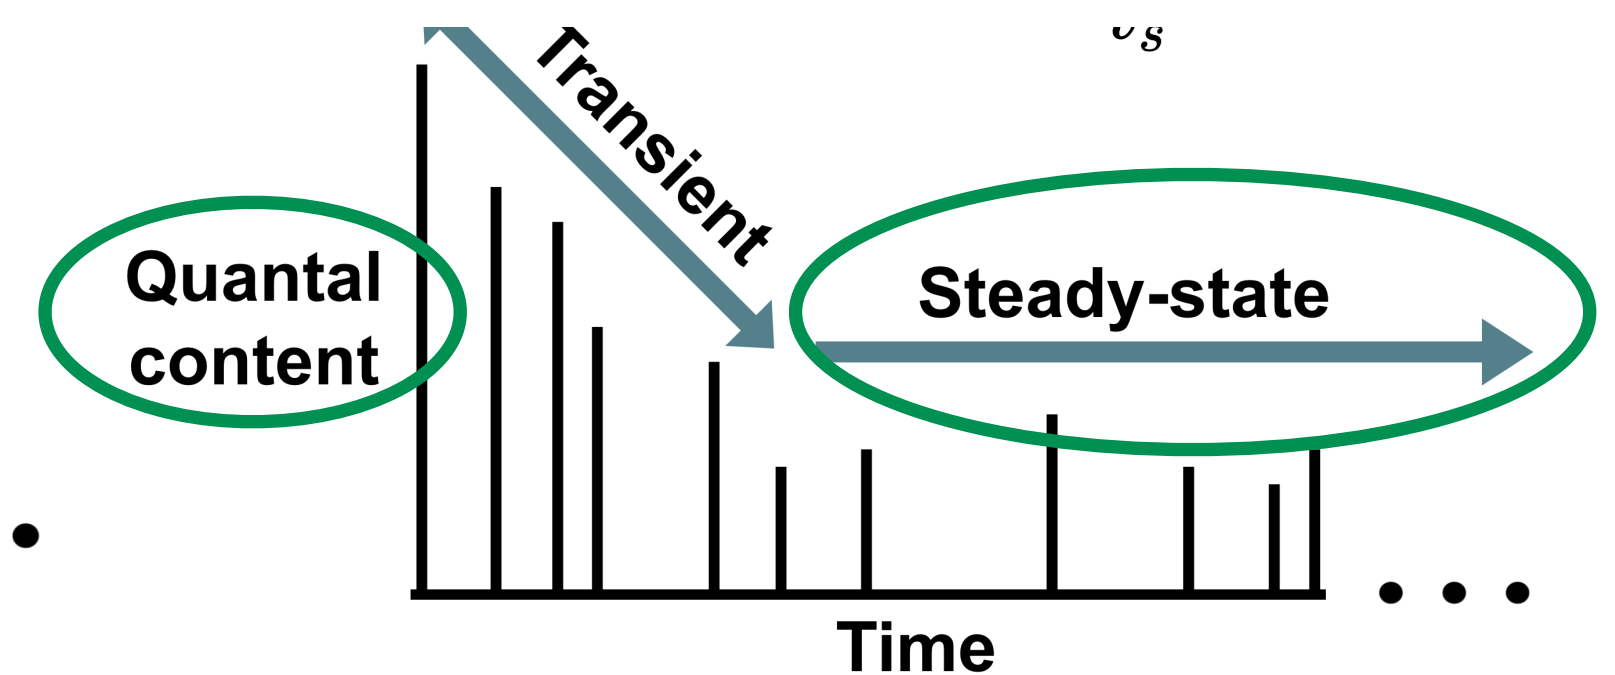 Transient
Quantal
content
Steady-state
Time